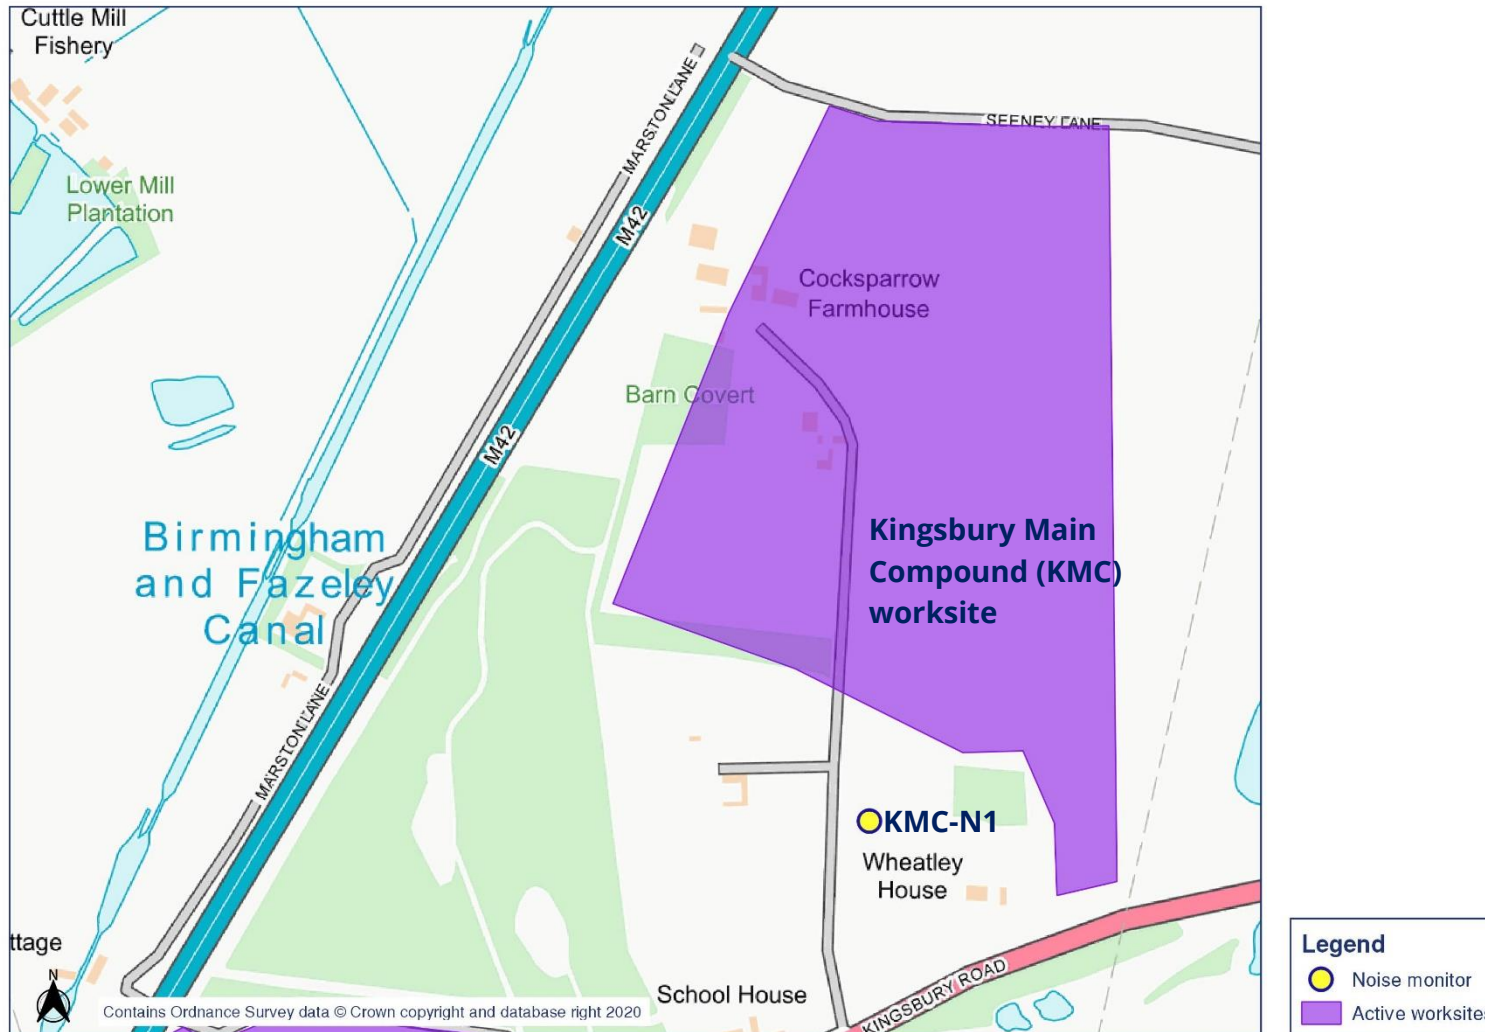 Cuttle Mill
Fishery
MARSTON LANE
SEENEY LANE
Lower Mill
Plantation
M42
Cocksparrow
Farmhouse
Barn Covert
M42
Kingsbury Main
Compound (KMC)
worksite
Birmingham
and Fazeley
Canal
MARSTON LANE
KMC-N1
Wheatley
House
ttage
N
School House
KINGSBURY ROAD
Contains Ordnance Survey data © Crown copyright and database right 2020
Legend
Noise monitor
Active worksites